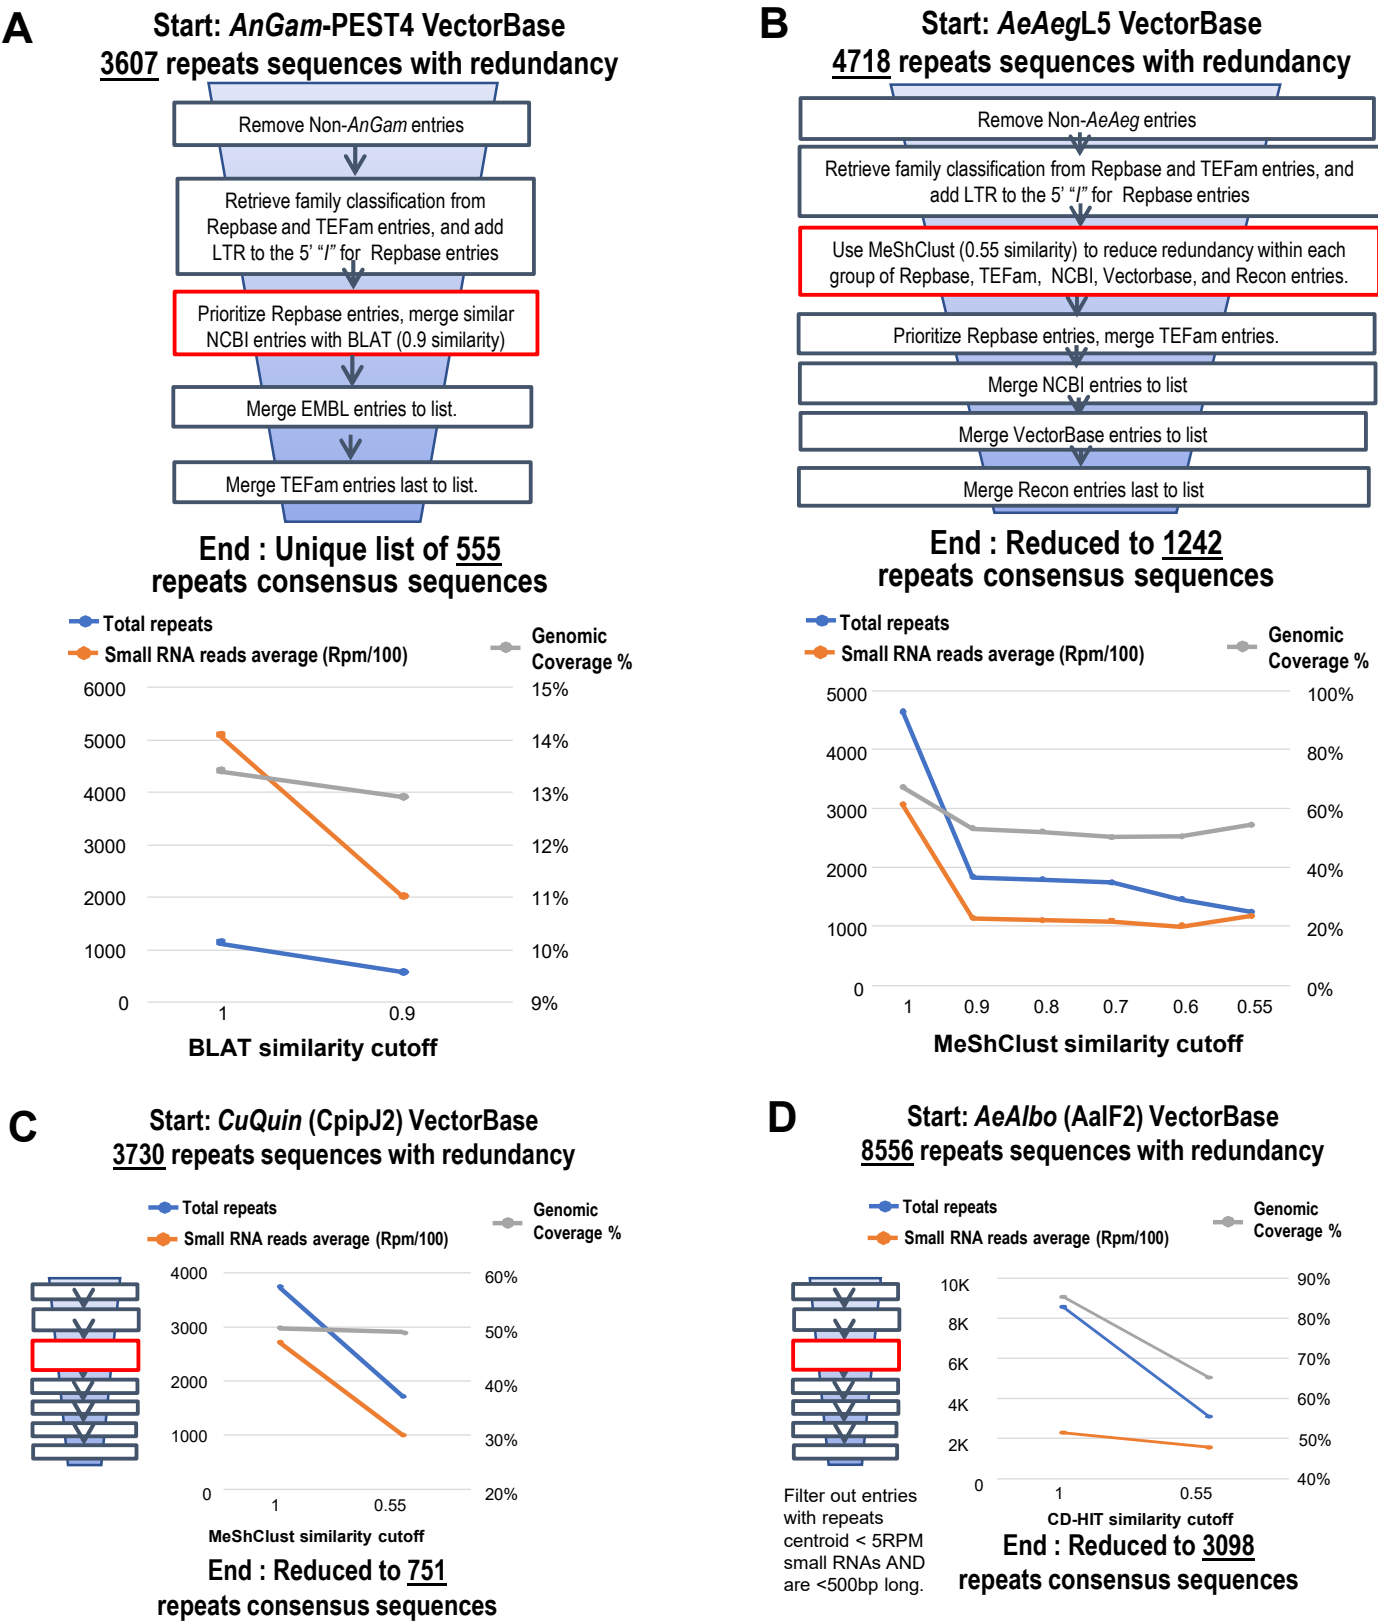 A
Start: AnGam-PEST4 VectorBase
3607 repeats sequences with redundancy
Remove Non-AnGam entries
Retrieve family classification from
Repbase and TEFam entries, and add
LTR to the 5’ “I” for Repbase entries
Prioritize Repbase entries, merge similar
NCBI entries with BLAT (0.9 similarity)
Merge EMBL entries to list.
Merge TEFam entries last to list.
End : Unique list of 555
repeats consensus sequences
Total repeats
Small RNA reads average (Rpm/100)
Genomic
Coverage %
6000
5000
4000
3000
2000
1000
0
15%
14%
13%
12%
11%
10%
9%
1
0.9
BLAT similarity cutoff
B
Start: AeAegL5 VectorBase
4718 repeats sequences with redundancy
Remove Non-AeAeg entries
Retrieve family classification from Repbase and TEFam entries, and
add LTR to the 5’ “I” for Repbase entries
Use MeShClust (0.55 similarity) to reduce redundancy within each
group of Repbase, TEFam, NCBI, Vectorbase, and Recon entries.
Prioritize Repbase entries, merge TEFam entries.
Merge NCBI entries to list
Merge VectorBase entries to list
Merge Recon entries last to list
End : Reduced to 1242
repeats consensus sequences
Total repeats
Small RNA reads average (Rpm/100)
Genomic
Coverage %
5000
4000
3000
2000
1000
0
100%
80%
60%
40%
20%
0%
1
0.9
0.8
0.7
0.6
0.55
MeShClust similarity cutoff
C
Start: CuQuin (CpipJ2) VectorBase
3730 repeats sequences with redundancy
Total repeats
Small RNA reads average (Rpm/100)
Genomic
Coverage %
4000
3000
2000
1000
0
60%
50%
40%
30%
20%
1
0.55
MeShClust similarity cutoff
End : Reduced to 751
repeats consensus sequences
D
Start: AeAlbo (AalF2) VectorBase
8556 repeats sequences with redundancy
Total repeats
Small RNA reads average (Rpm/100)
Genomic
Coverage %
10K
8K
6K
4K
2K
0
90%
80%
70%
60%
50%
40%
1
0.55
CD-HIT similarity cutoff
Filter out entries
with repeats
centroid < 5RPM
small RNAs AND
are <500bp long.
End : Reduced to 3098
repeats consensus sequences